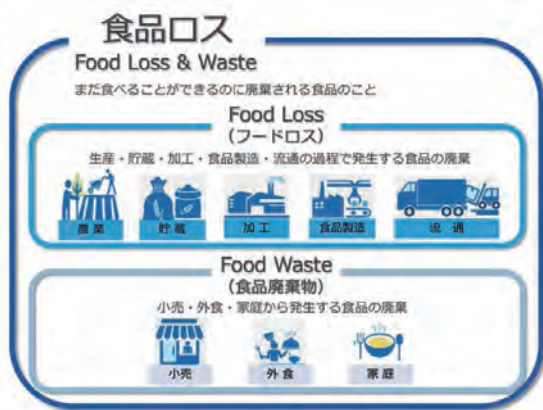 食品ロス
Food Loss & Waste
まだ食べることができるのに廃棄される食品のこと
Food Loss
(フードロス)
生産・貯蔵・加工・食品製造・流通の過程で発生する食品の廃棄
農業 貯蔵 加工 食品製造 流通
Food Waste
(食品廃棄物)
小売・外食・家庭から発生する食品の廃棄
小売 外食 家庭